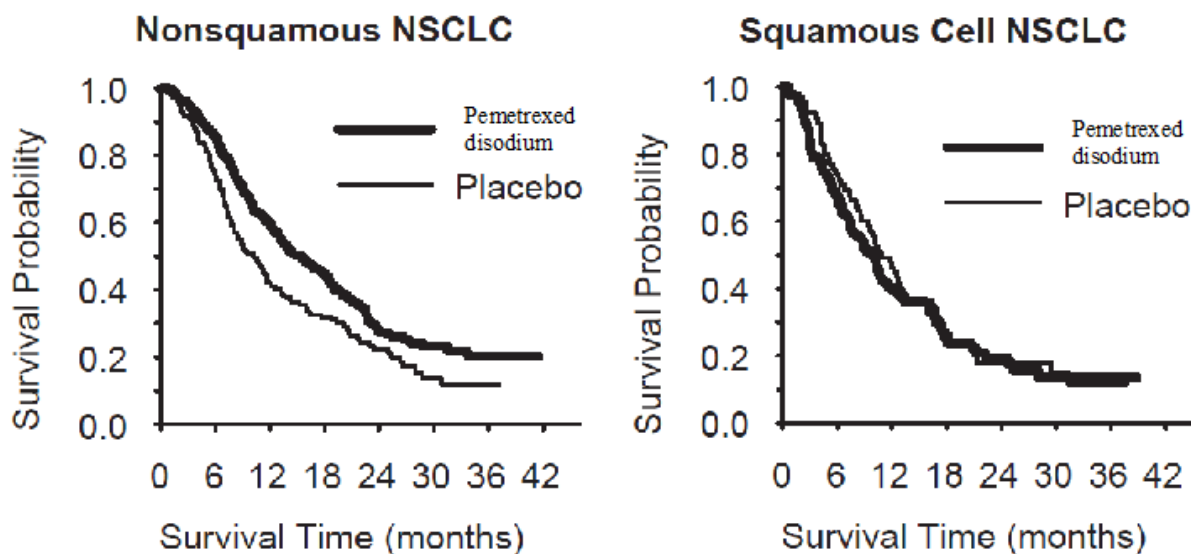 Nonsquamous NSCLC
Survival Probability
1.0
0.8
0.6
0.4
0.2
0.0
Pemetrexed
disodium
Placebo
0 6 12 18 24 30 36 42
Survival Time (months)
Squamous Cell NSCLC
Survival Probability
1.0
0.8
0.6
0.4
0.2
0.0
Pemetrexed
disodium
Placebo
0 6 12 18 24 30 36 42
Survival Time (months)